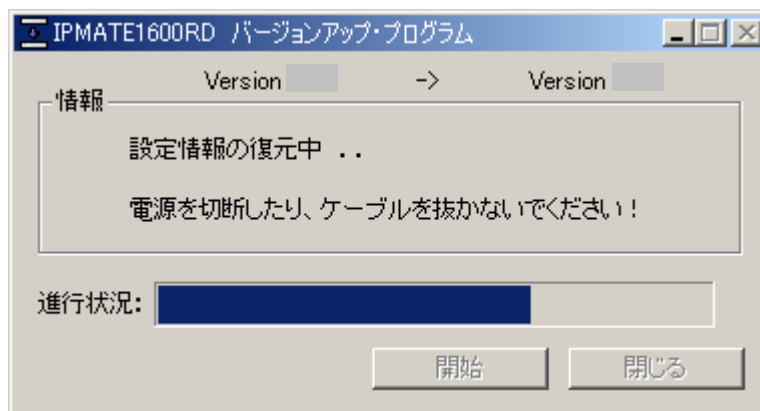 IPMATE1600RD バージョンアップ・プログラム
Version -> Version
情報
設定情報の復元中 ..
電源を切断したり、ケーブルを抜かないでください!
進行状況:
開始 閉じる